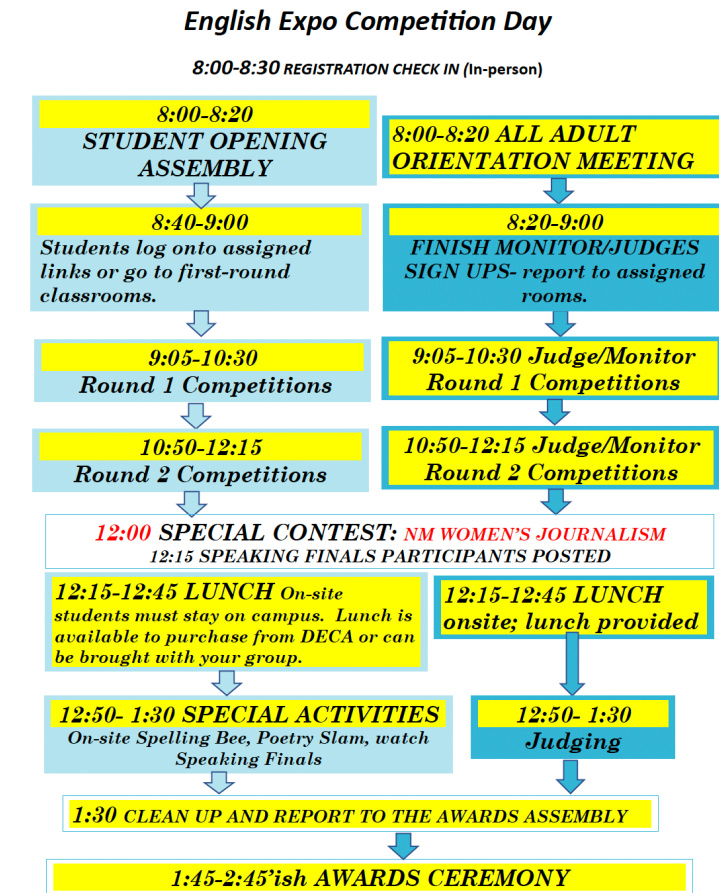 English Expo Competition Day
8:00-8:30 REGISTRATION CHECK IN (In-person)
8:00-8:20
STUDENT OPENING
ASSEMBLY
8:00-8:20 ALL ADULT
ORIENTATION MEETING
8:40-9:00
Students log onto assigned
links or go to first-round
classrooms.
8:20-9:00
FINISH MONITOR/JUDGES
SIGN UPS- report to assigned
rooms.
9:05-10:30
Round 1 Competitions
9:05-10:30 Judge/Monitor
Round 1 Competitions
10:50-12:15
Round 2 Competitions
10:50-12:15 Judge/Monitor
Round 2 Competitions
12:00 SPECIAL CONTEST: NM WOMEN'S JOURNALISM
12:15 SPEAKING FINALS PARTICIPANTS POSTED
12:15-12:45 LUNCH On-site
students must stay on campus. Lunch is
available to purchase from DECA or can
be brought with your group.
12:15-12:45 LUNCH
onsite; lunch provided
12:50- 1:30 SPECIAL ACTIVITIES
On-site Spelling Bee, Poetry Slam, watch
Speaking Finals
12:50- 1:30
Judging
1:30 CLEAN UP AND REPORT TO THE AWARDS ASSEMBLY
1:45-2:45'ish AWARDS CEREMONY